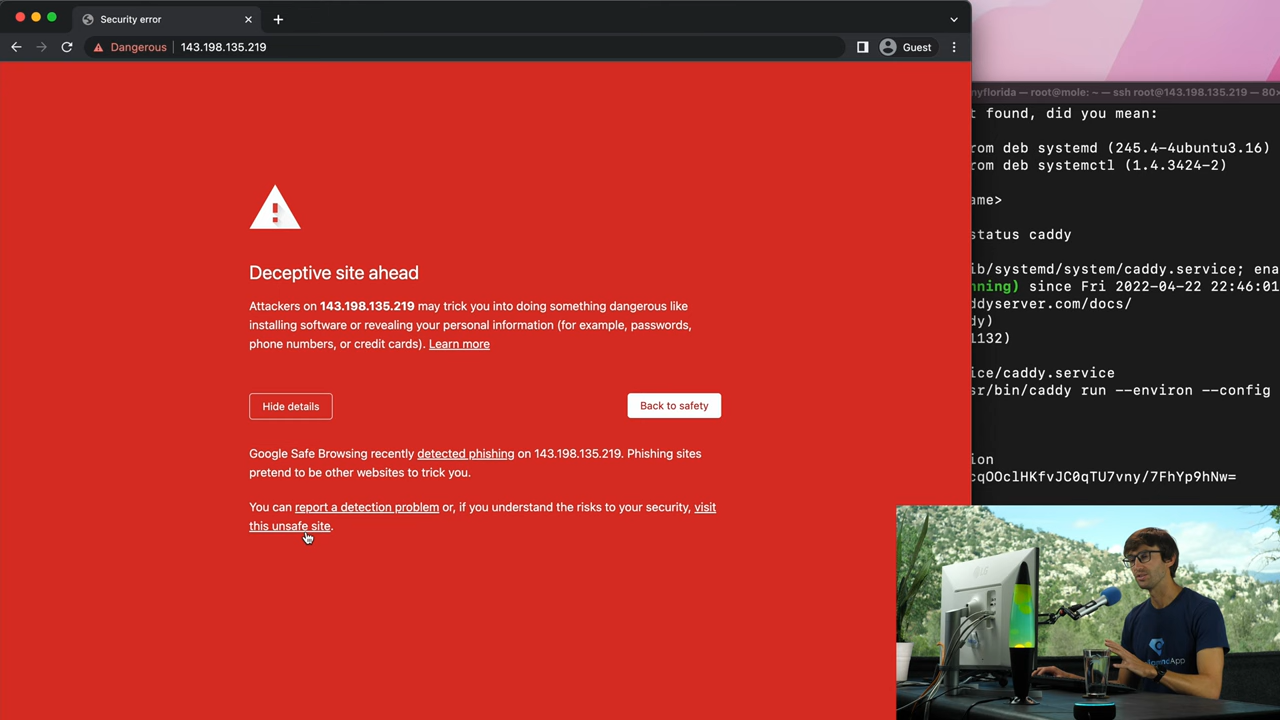 Security error
Dangerous
143.198.135.219
Guest
Deceptive site ahead
Attackers on 143.198.135.219 may trick you into doing something dangerous like
installing software or revealing your personal information (for example, passwords,
phone numbers, or credit cards). Learn more
Hide details
Back to safety
Google Safe Browsing recently detected phishing on 143.198.135.219. Phishing sites
pretend to be other websites to trick you.
You can report a detection problem or, if you understand the risks to your security, visit
this unsafe site.
nyflorida — root@mole: ~ — ssh root@143.198.135.219 — 80×
t found, did you mean:
rom deb systemd (245.4-4ubuntu3.16)
rom deb systemctl (1.4.3424-2)
ame>
status caddy
ib/systemd/system/caddy.service; ena
nning) since Fri 2022-04-22 22:46:01
ddyserver.com/docs/
dy)
1132)
ice/caddy.service
sr/bin/caddy run --environ --config
ion
cqOOclHKfvJC0qTU7vny/7FhYp9hNw=